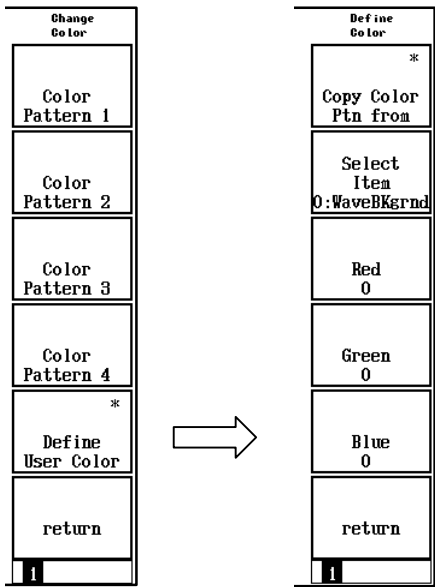 Change
Color
Color
Pattern 1
Color
Pattern 2
Color
Pattern 3
Color
Pattern 4
*
Define
User Color
return
1
Define
Color
*
Copy Color
Ptn from
Select
Item
0:WaveBKgrnd
Red
0
Green
0
Blue
0
return
1